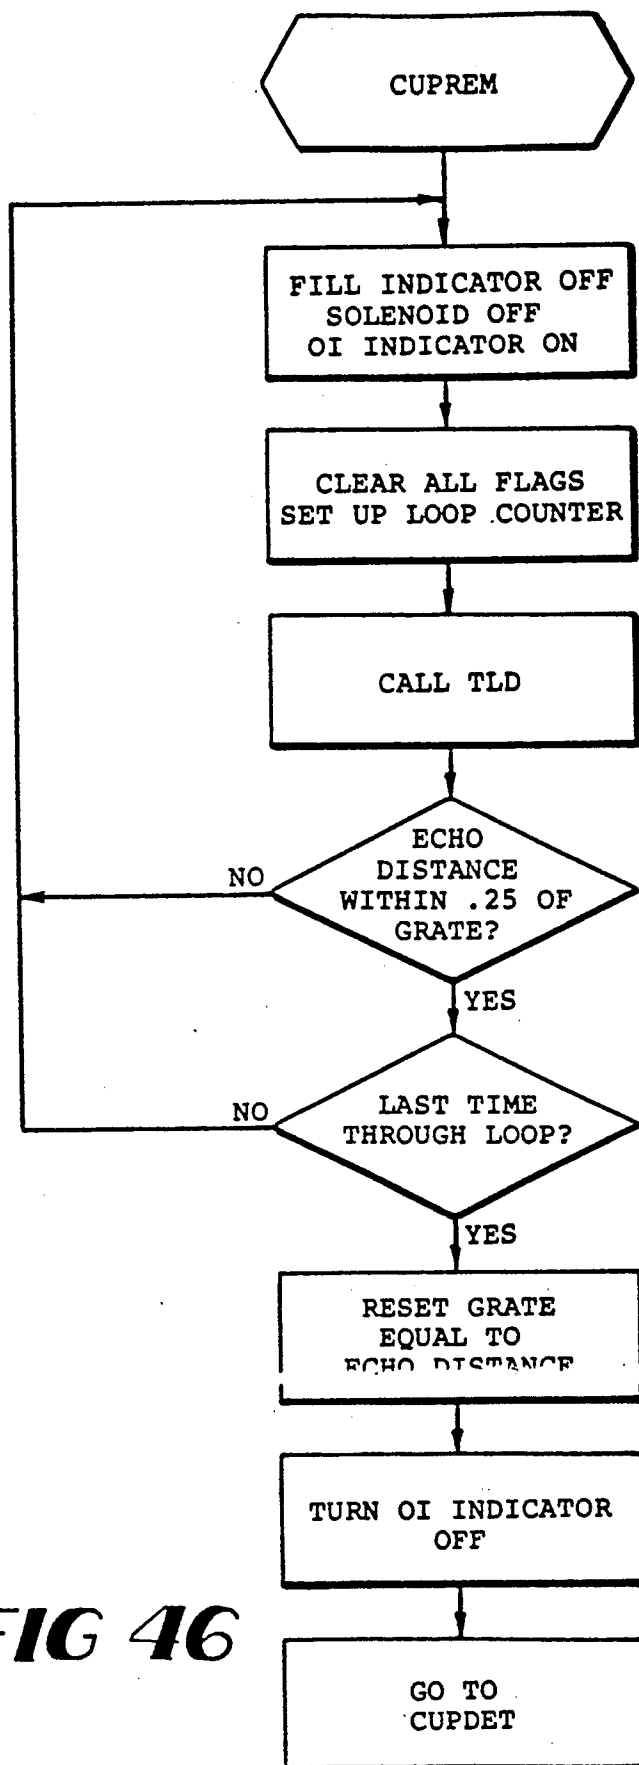 CUPREM
FILL INDICATOR OFF
SOLENOID OFF
OI INDICATOR ON
CLEAR ALL FLAGS
SET UP LOOP COUNTER
CALL TLD
ECHO
DISTANCE
WITHIN .25 OF
GRATE?
NO
YES
LAST TIME
THROUGH LOOP?
NO
YES
RESET GRATE
EQUAL TO
ECHO DISTANCE
TURN OI INDICATOR
OFF
GO TO
CUPDET
FIG 46